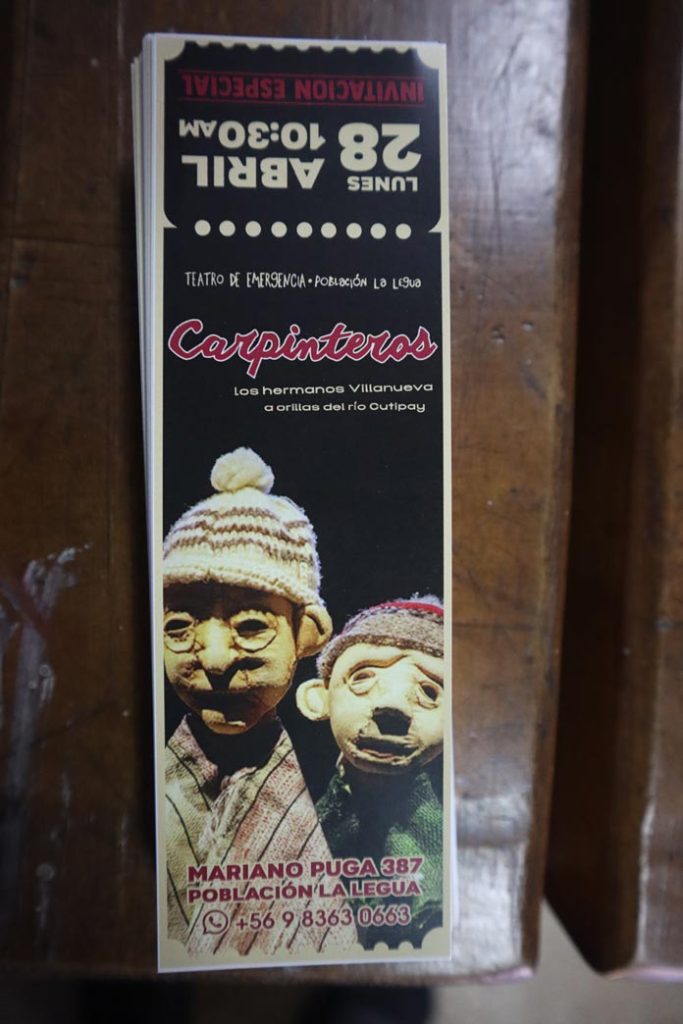 INVITACION ESPECIAL
LUNES 28 ABRIL 10:30AM
TEATRO DE EMERGENCIA • POBLACIÓN LA LEGUA
Carpinteros
Los hermanos Villanueva
a orillas del río Cutipay
MARIANO PUGA 387
POBLACIÓN LA LEGUA
+56 9 8363 0663